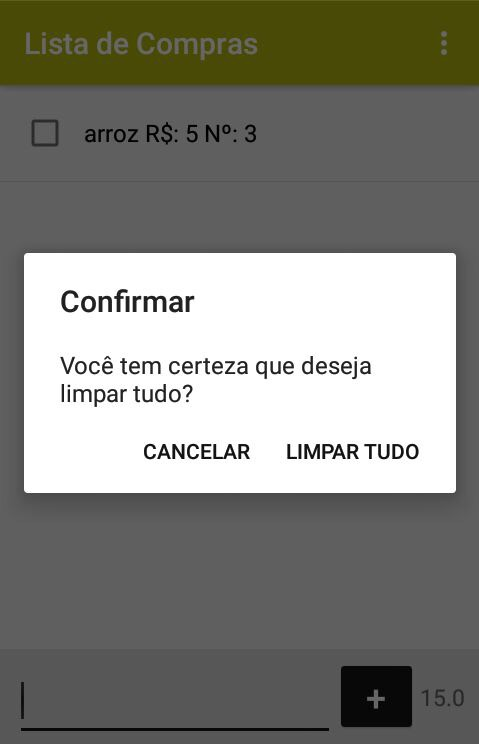 Lista de Compras
arroz R$: 5 Nº: 3
Confirmar
Você tem certeza que deseja
limpar tudo?
CANCELAR LIMPAR TUDO
+ 15.0